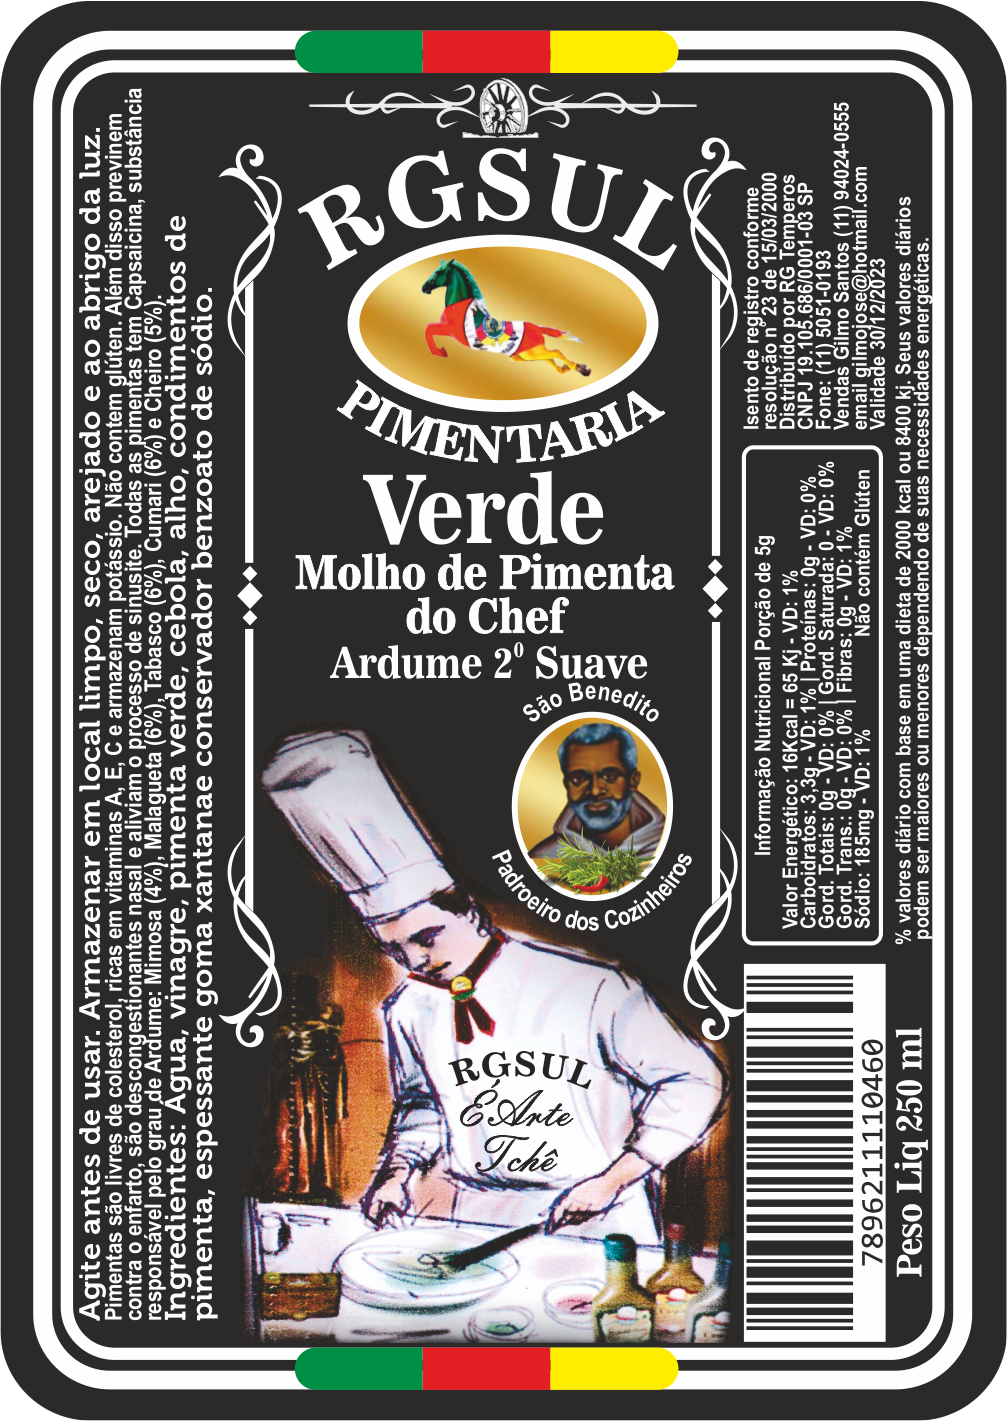 RGSUL
PIMENTARIA
Verde
Molho de Pimenta
do Chef
Ardume 2⁰ Suave
São Benedito
Padroeiro dos Cozinheiros
RGSUL
É Arte
Tchê
Agite antes de usar. Armazenar em local limpo, seco, arejado e ao abrigo da luz.
Pimentas são livres de colesterol, ricas em vitaminas A, E, C e armazenam potássio. Não contem glúten. Além disso previnem
contra o enfarto, são descongestionantes nasal e aliviam o processo de sinusite. Todas as pimentas tem Capsaicina, substância
responsável pelo grau de Ardume: Mimosa (4%), Malagueta (6%), Tabasco (6%), Cumari (6%) e Cheiro (5%).
Ingredientes: Água, vinagre, pimenta verde, cebola, alho, condimentos de
pimenta, espessante goma xantanae conservador benzoato de sódio.
Isento de registro conforme
resolução nº 23 de 15/03/2000
Distribuído por RG Temperos
CNPJ 19.105.686/0001-03 SP
Fone: (11) 5051-0193
Vendas Gilmo Santos (11) 94024-0555
email gilmojose@hotmail.com
Validade 30/12/2023
Informação Nutricional Porção de 5g
Valor Energético; 16Kcal = 65 Kj - VD: 1%
Carboidratos: 3,3g - VD: 1% | Proteínas: 0g - VD: 0%
Gord. Totais: 0g - VD: 0% | Gord. Saturada: 0 - VD: 0%
Gord. Trans.: 0g - VD: 0% | Fibras: 0g - VD: 1%
Sódio: 185mg - VD: 1% Não contém Glúten
% valores diário com base em uma dieta de 2000 kcal ou 8400 kj. Seus valores diários
podem ser maiores ou menores dependendo de suas necessidades energéticas.
7896211110460
Peso Liq 250 ml